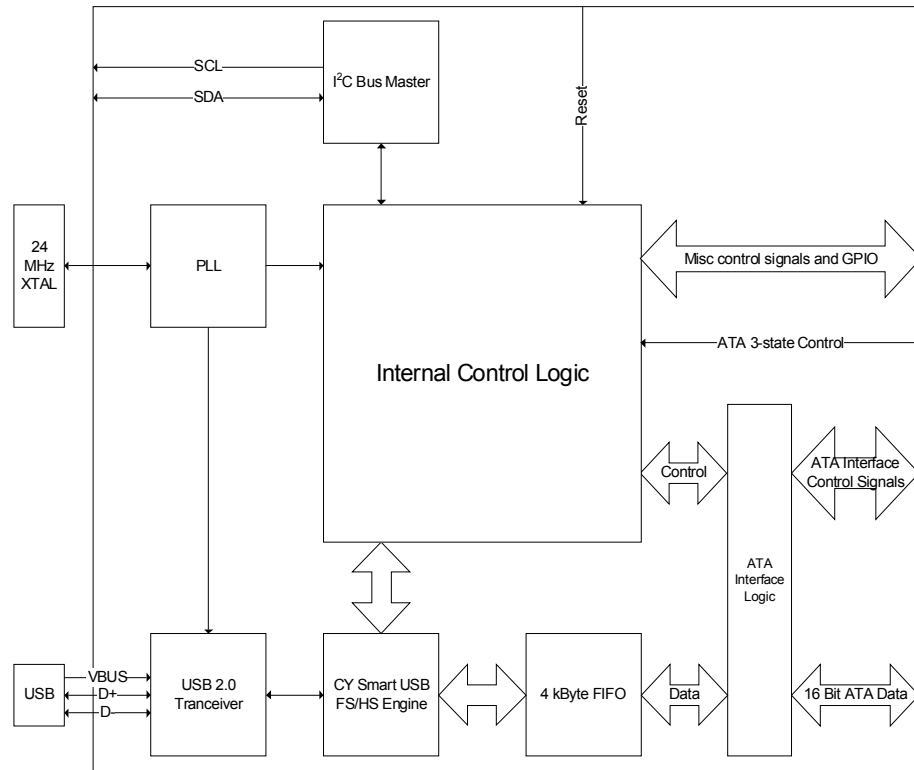 SCL
I²C Bus Master
SDA
Reset
24
MHz
XTAL
PLL
Misc control signals and GPIO
ATA 3-state Control
Internal Control Logic
Control
ATA Interface
Control Signals
ATA
Interface
Logic
VBUS
USB
D+
D-
USB 2.0
Tranceiver
CY Smart USB
FS/HS Engine
4 kByte FIFO
Data
16 Bit ATA Data